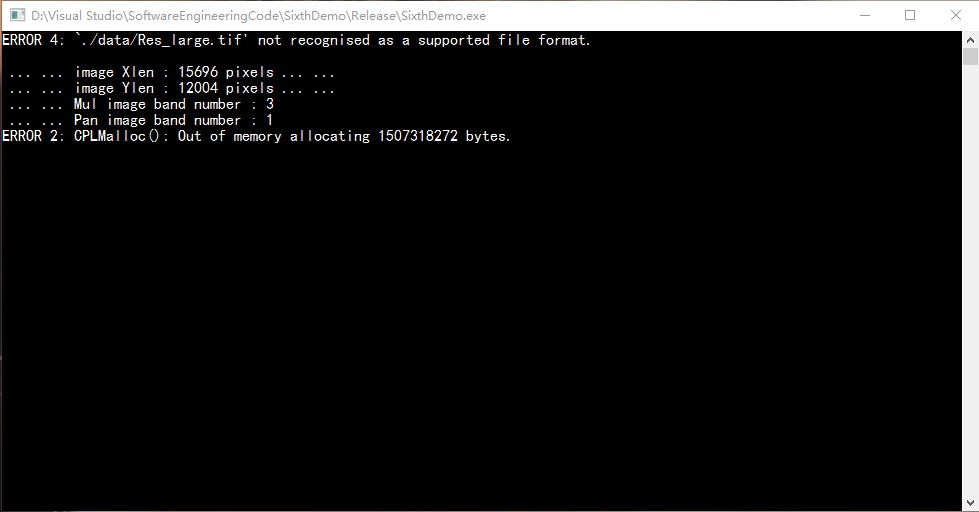 D:\Visual Studio\SoftwareEngineeringCode\SixthDemo\Release\SixthDemo.exe
ERROR 4: `./data/Res_large.tif' not recognised as a supported file format.
... ... image Xlen : 15696 pixels ... ...
... ... image Ylen : 12004 pixels ... ...
... ... Mul image band number : 3
... ... Pan image band number : 1
ERROR 2: CPLMalloc(): Out of memory allocating 1507318272 bytes.